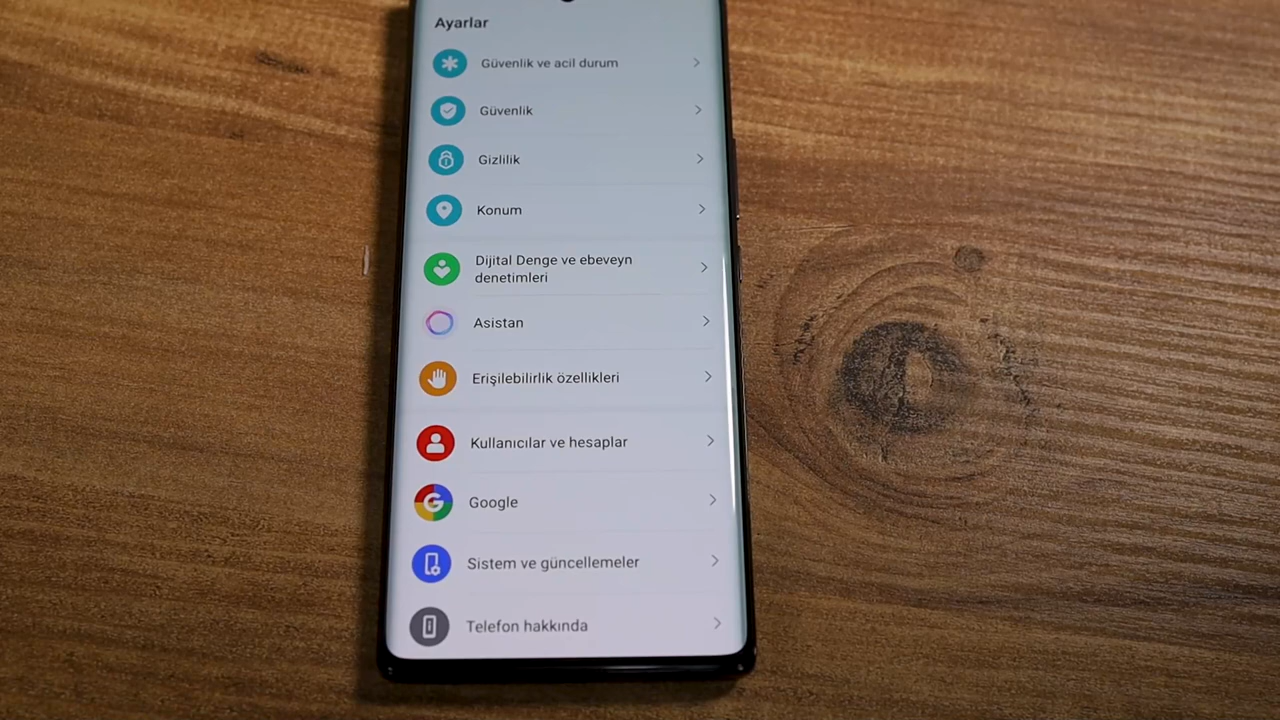 Ayarlar
Güvenlik ve acil durum
Güvenlik
Gizlilik
Konum
Dijital Denge ve ebeveyn
denetimleri
Asistan
Erişilebilirlik özellikleri
Kullanıcılar ve hesaplar
Google
Sistem ve güncellemeler
Telefon hakkında